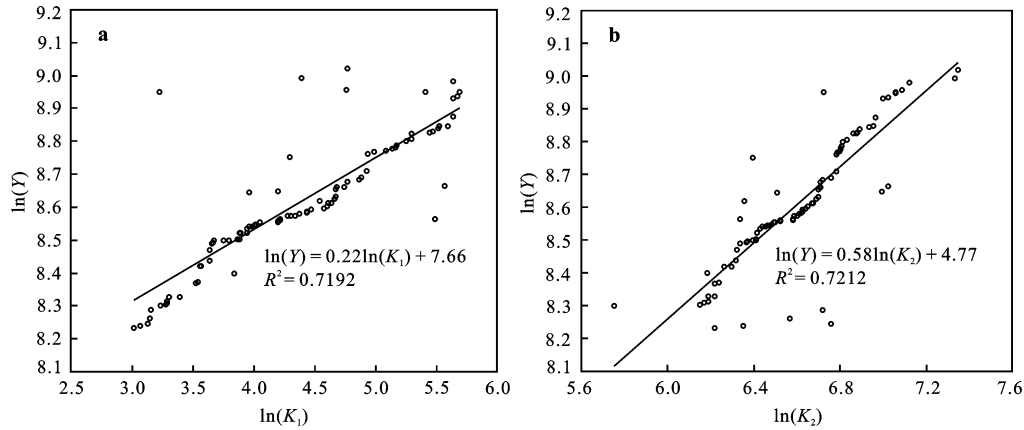 a
9.2
9.1
9.0
8.9
8.8
8.7
8.6
8.5
8.4
8.3
8.2
8.1
ln(Y)
ln(Y) = 0.22ln(K₁) + 7.66
R² = 0.7192
2.5 3.0 3.5 4.0 4.5 5.0 5.5 6.0
ln(K₁)
b
9.2
9.1
9.0
8.9
8.8
8.7
8.6
8.5
8.4
8.3
8.2
8.1
ln(Y)
ln(Y) = 0.58ln(K₂) + 4.77
R² = 0.7212
5.6 6.0 6.4 6.8 7.2 7.6
ln(K₂)